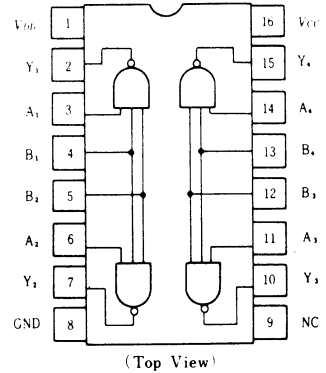 VDD 1 16 VCC
Y₁ 2 15 Y₄
A₁ 3 14 A₄
B₁ 4 13 B₄
B₂ 5 12 B₃
A₂ 6 11 A₃
Y₂ 7 10 Y₃
GND 8 9 NC
(Top View)